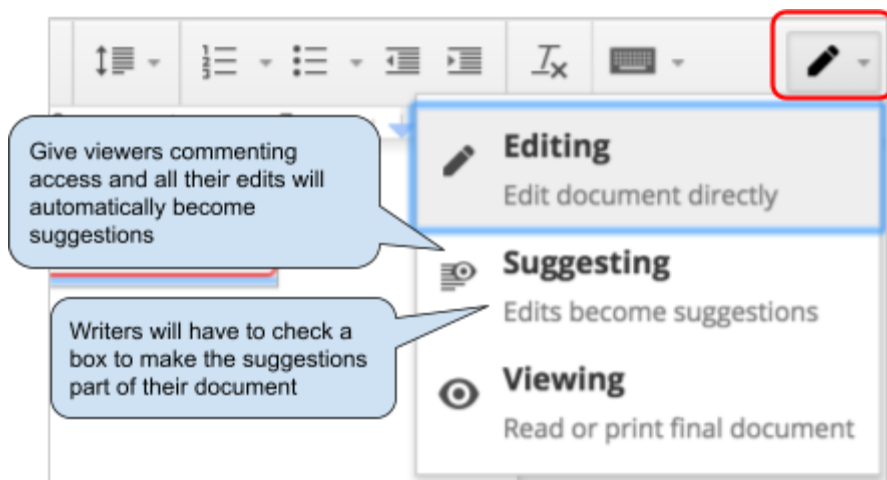 Editing
Edit document directly
Give viewers commenting
access and all their edits will
automatically become
suggestions
Suggesting
Edits become suggestions
Writers will have to check a
box to make the suggestions
part of their document
Viewing
Read or print final document